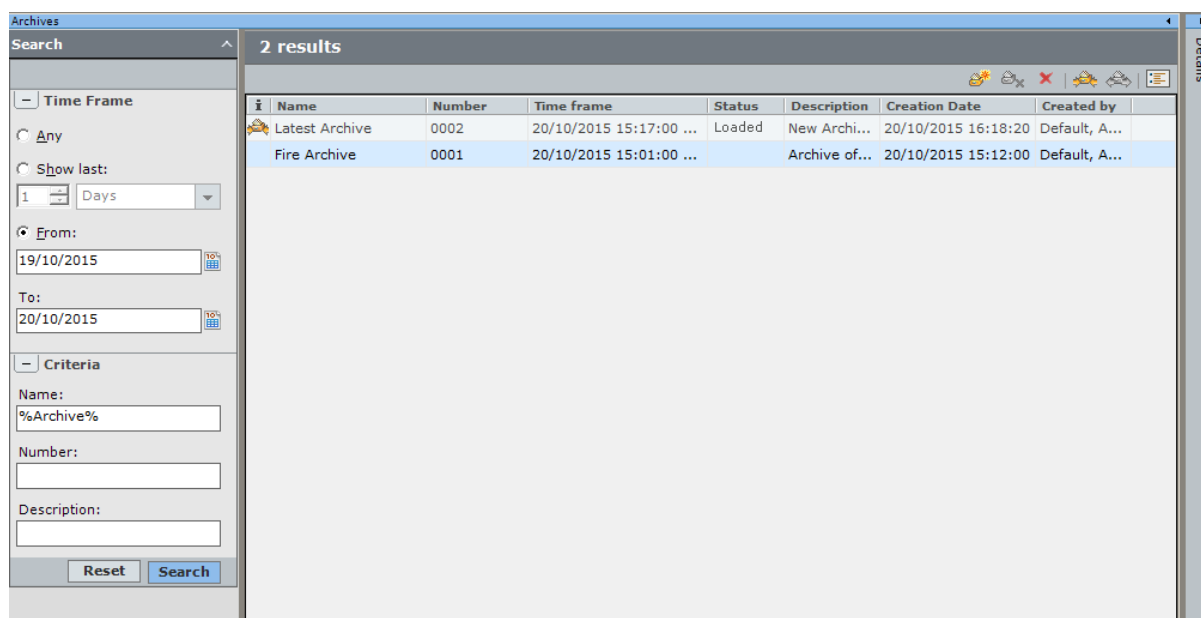 Archives
Search
Time Frame
Any
Show last:
1 Days
From:
19/10/2015
To:
20/10/2015
Criteria
Name:
%Archive%
Number:
Description:
Reset Search
2 results
i Name Number Time frame Status Description Creation Date Created by
Latest Archive 0002 20/10/2015 15:17:00 ... Loaded New Archi... 20/10/2015 16:18:20 Default, A...
Fire Archive 0001 20/10/2015 15:01:00 ... Archive of... 20/10/2015 15:12:00 Default, A...
Details